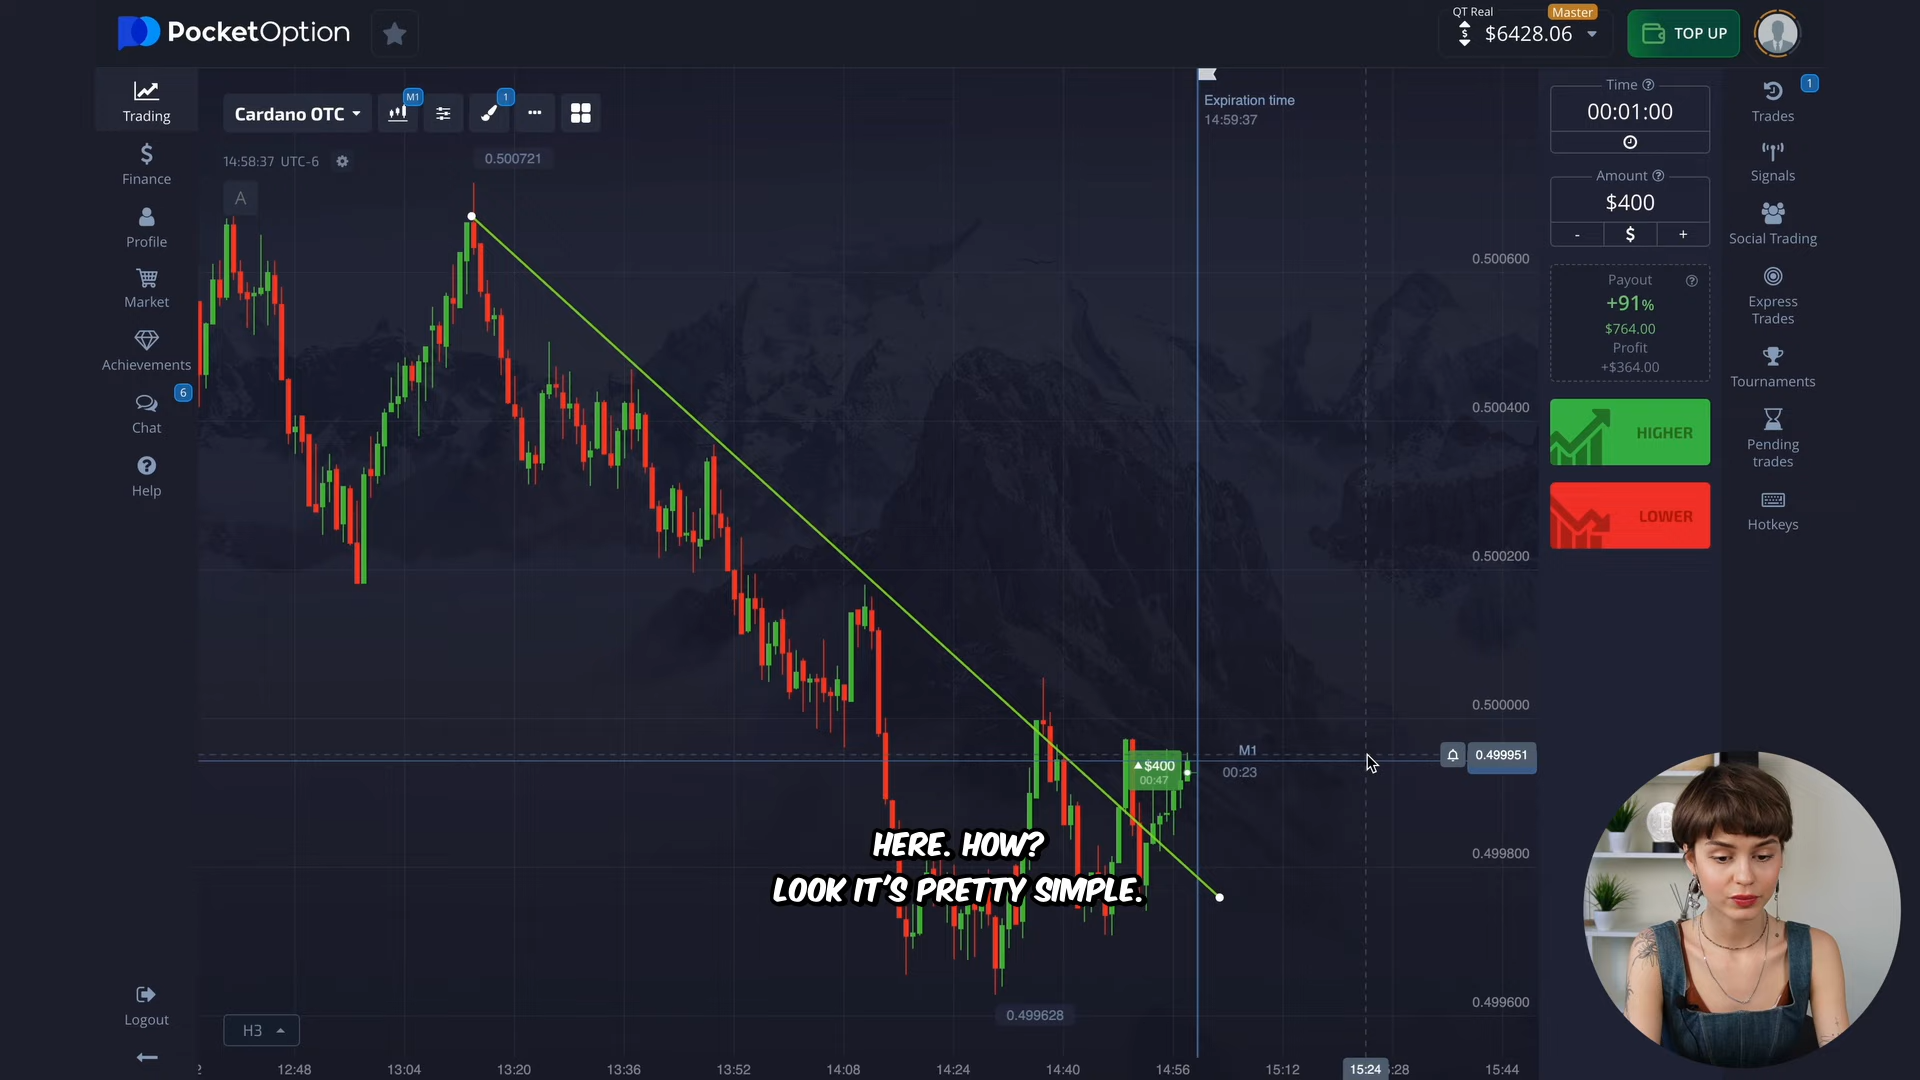 PocketOption
QT Real
Master
$6428.06
TOP UP
Trading
Finance
Profile
Market
Achievements
6
Chat
Help
Logout
Cardano OTC
M1
1
14:58:37 UTC-6
A
0.500721
Expiration time
14:59:37
0.500600
0.500400
0.500200
0.500000
0.499951
0.499800
0.499600
M1
00:23
$400
00:47
HERE. HOW?
LOOK IT'S PRETTY SIMPLE.
0.499628
H3
2
12:48
13:04
13:20
13:36
13:52
14:08
14:24
14:40
14:56
15:12
15:24
:28
15:44
Time
00:01:00
Amount
$400
-
$
+
Payout
+91%
$764.00
Profit
+$364.00
HIGHER
LOWER
1
Trades
Signals
Social Trading
Express
Trades
Tournaments
Pending
trades
Hotkeys